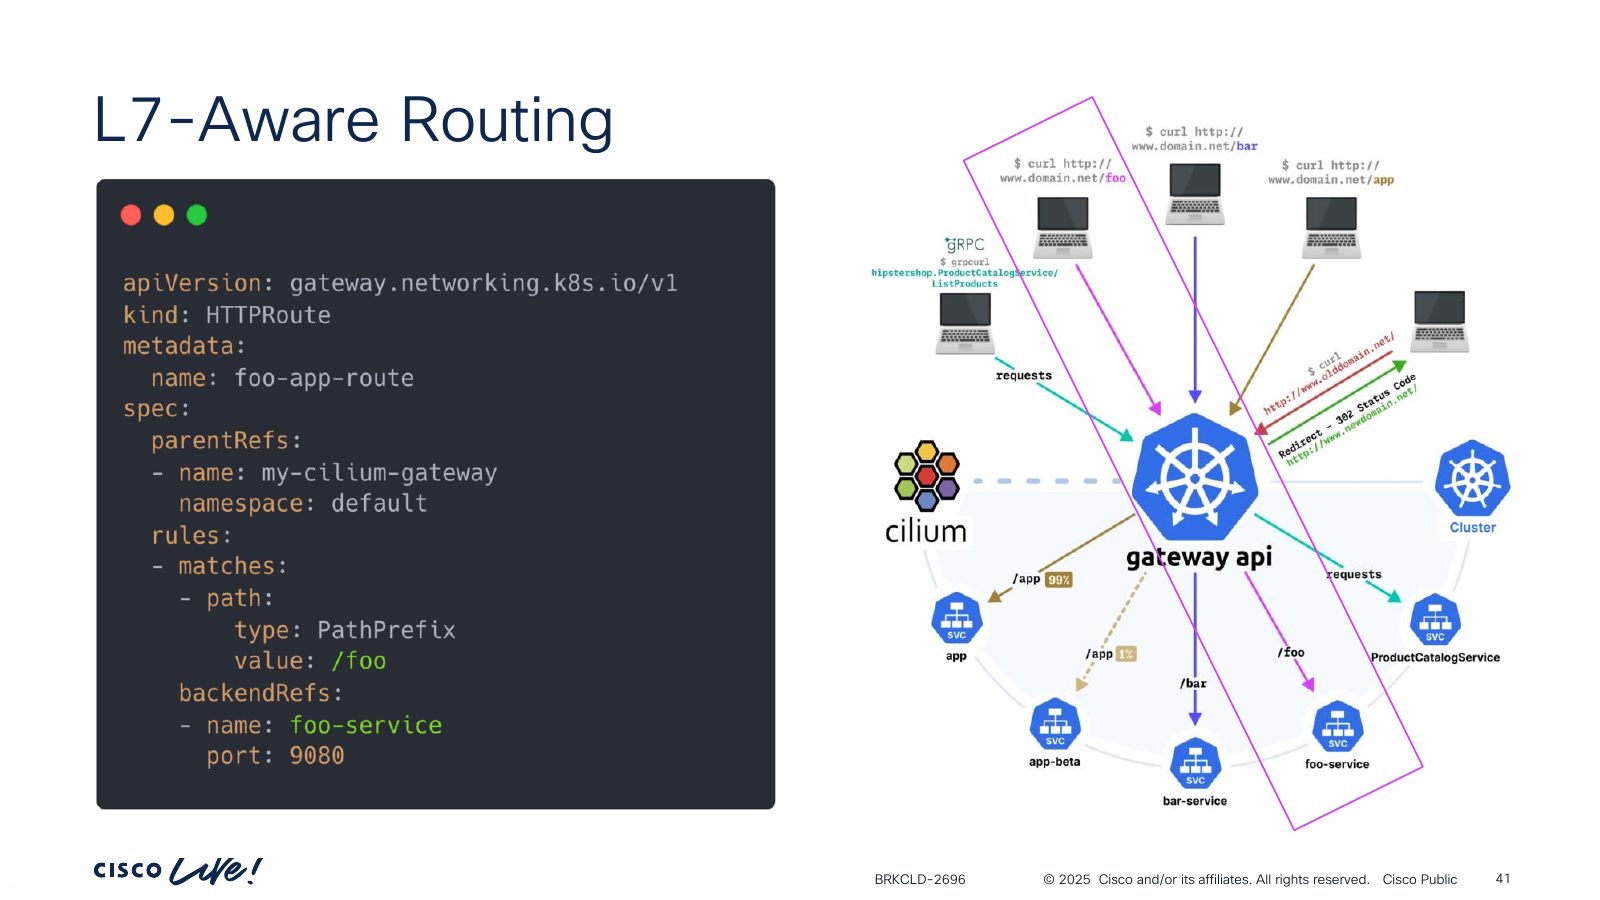 L7-Aware Routing
apiVersion: gateway.networking.k8s.io/v1
kind: HTTPRoute
metadata:
  name: foo-app-route
spec:
  parentRefs:
  - name: my-cilium-gateway
    namespace: default
  rules:
  - matches:
    - path:
        type: PathPrefix
        value: /foo
    backendRefs:
    - name: foo-service
      port: 9080
$ curl http://
www.domain.net/bar
$ curl http://
www.domain.net/foo
$ curl http://
www.domain.net/app
gRPC
$ grpcurl
hipstershop.ProductCatalogService/
ListProducts
requests
$ curl
http://www.olddomain.net/
Redirect - 302 Status Code
http://www.newdomain.net/
cilium
gateway api
Cluster
/app 99%
requests
SVC
app
/app 1%
/bar
/foo
SVC
ProductCatalogService
SVC
app-beta
SVC
bar-service
SVC
foo-service
CISCO Live!
BRKCLD-2696
© 2025 Cisco and/or its affiliates. All rights reserved. Cisco Public
41